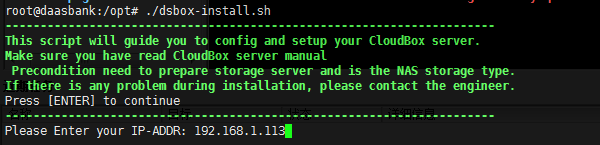 root@daasbank:/opt# ./dsbox-install.sh
----------------------------------------------------------------------
This script will guide you to config and setup your CloudBox server.
Make sure you have read CloudBox server manual
 Precondition need to prepare storage server and is the NAS storage type.
If there is any problem during installation, please contact the engineer.
Press [ENTER] to continue
----------------------------------------------------------------------
Please Enter your IP-ADDR: 192.168.1.113